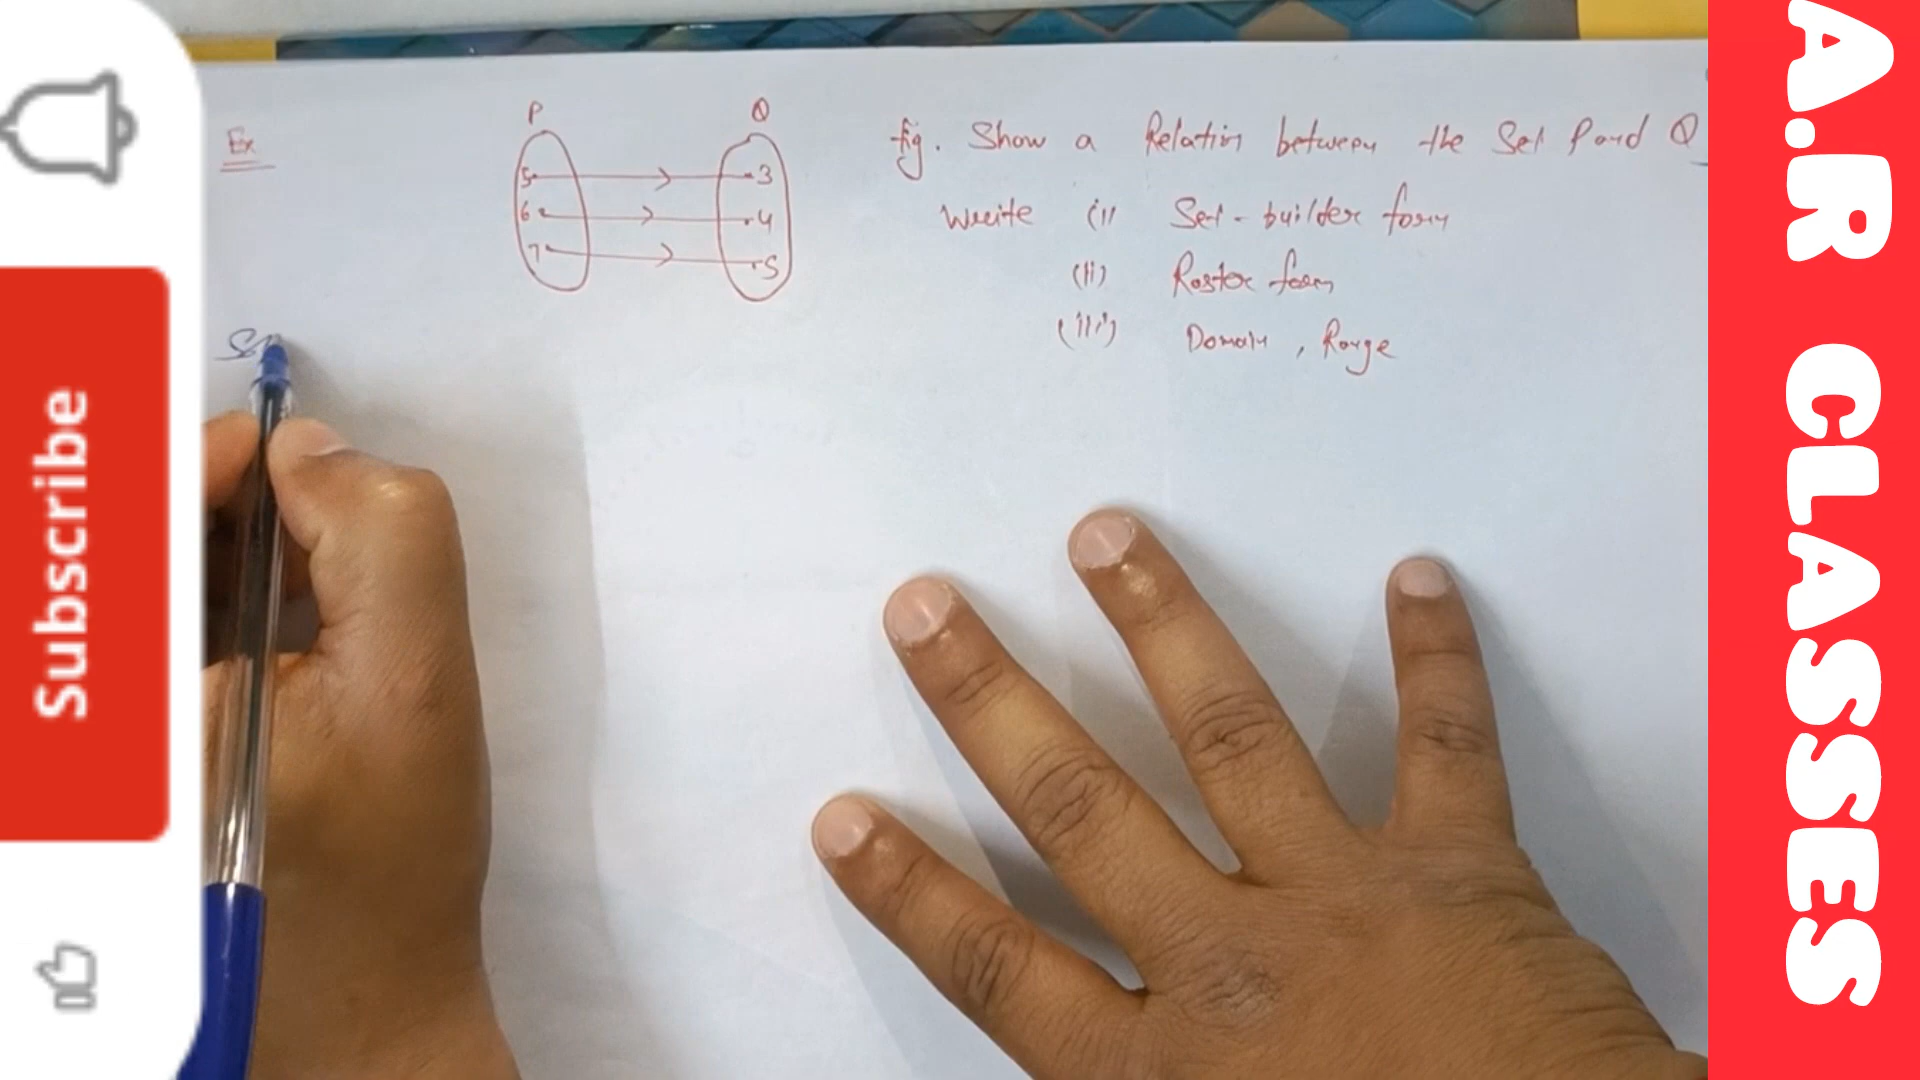 Subscribe
Ex
P Q
5 3
6 4
7 5
fig. Show a Relation between the Set P and Q
Write (i) Set-builder form
(ii) Roster form
(iii) Domain, Range
A.R CLASSES